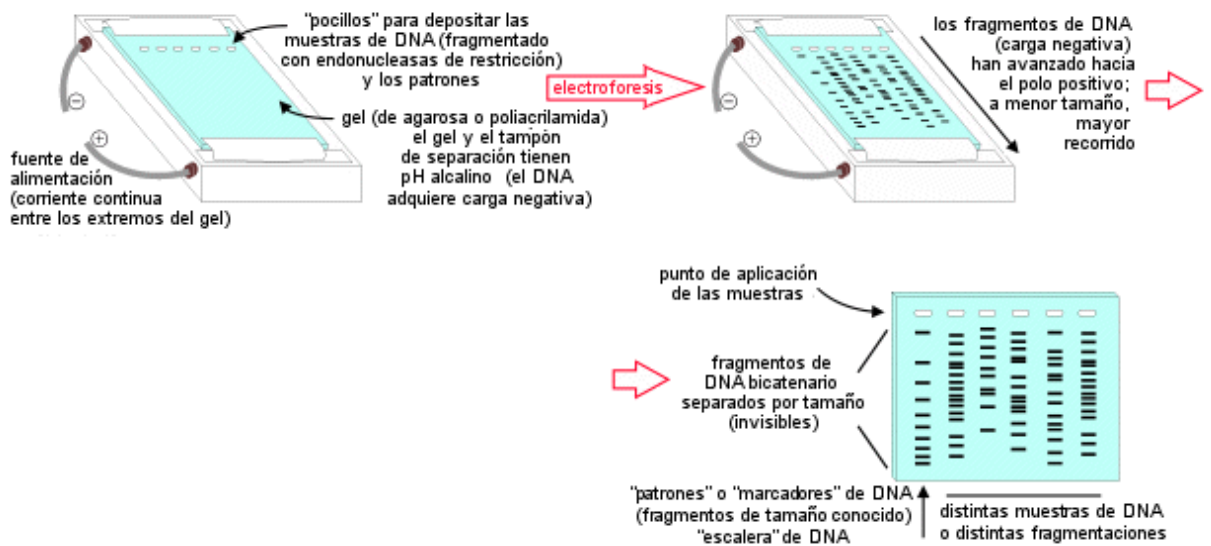 "pocillos" para depositar las
muestras de DNA (fragmentado
con endonucleasas de restricción)
y los patrones
gel (de agarosa o poliacrilamida)
el gel y el tampón
de separación tienen
pH alcalino (el DNA
adquiere carga negativa)
fuente de
alimentación
(corriente continua
entre los extremos del gel)
−
+
electroforesis
−
+
los fragmentos de DNA
(carga negativa)
han avanzado hacia
el polo positivo;
a menor tamaño,
mayor
recorrido
punto de aplicación
de las muestras
fragmentos de
DNA bicatenario
separados por tamaño
(invisibles)
"patrones" o "marcadores" de DNA
(fragmentos de tamaño conocido)
"escalera" de DNA
distintas muestras de DNA
o distintas fragmentaciones